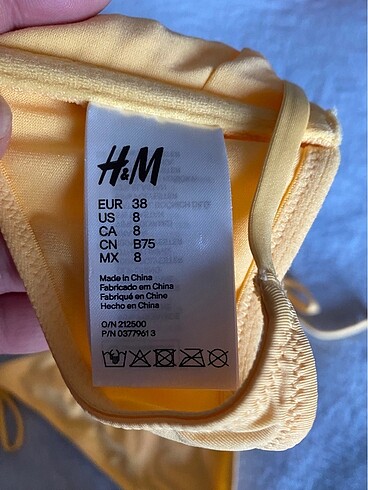 H&M
EUR 38
US 8
CA 8
CN B75
MX 8
Made in China
Fabricado em China
Fabriqué en Chine
Hecho en China
O/N 212500
P/N 0377961 3